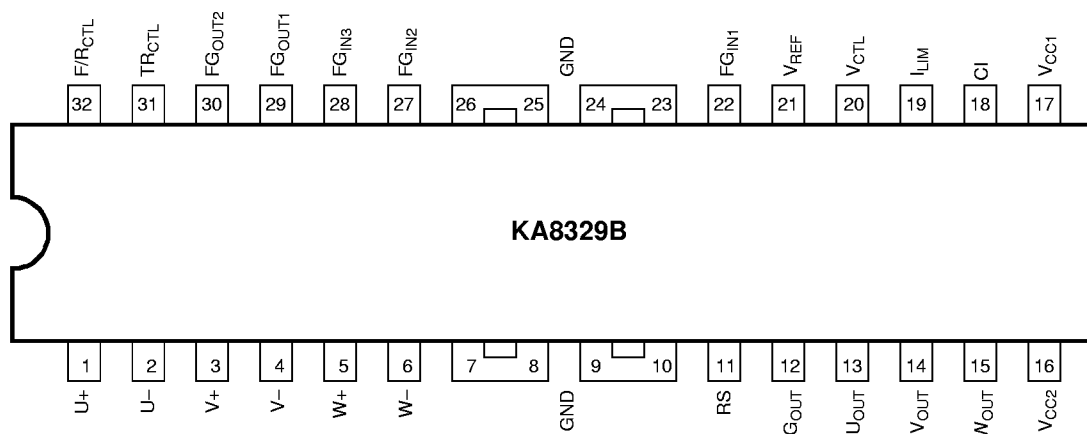 F/RCTL TRCTL FGOUT2 FGOUT1 FGIN3 FGIN2 GND FGIN1 VREF VCTL ILIM CI VCC1
32 31 30 29 28 27 26 25 24 23 22 21 20 19 18 17
KA8329B
1 2 3 4 5 6 7 8 9 10 11 12 13 14 15 16
U+ U− V+ V− W+ W− GND RS GOUT UOUT VOUT WOUT VCC2